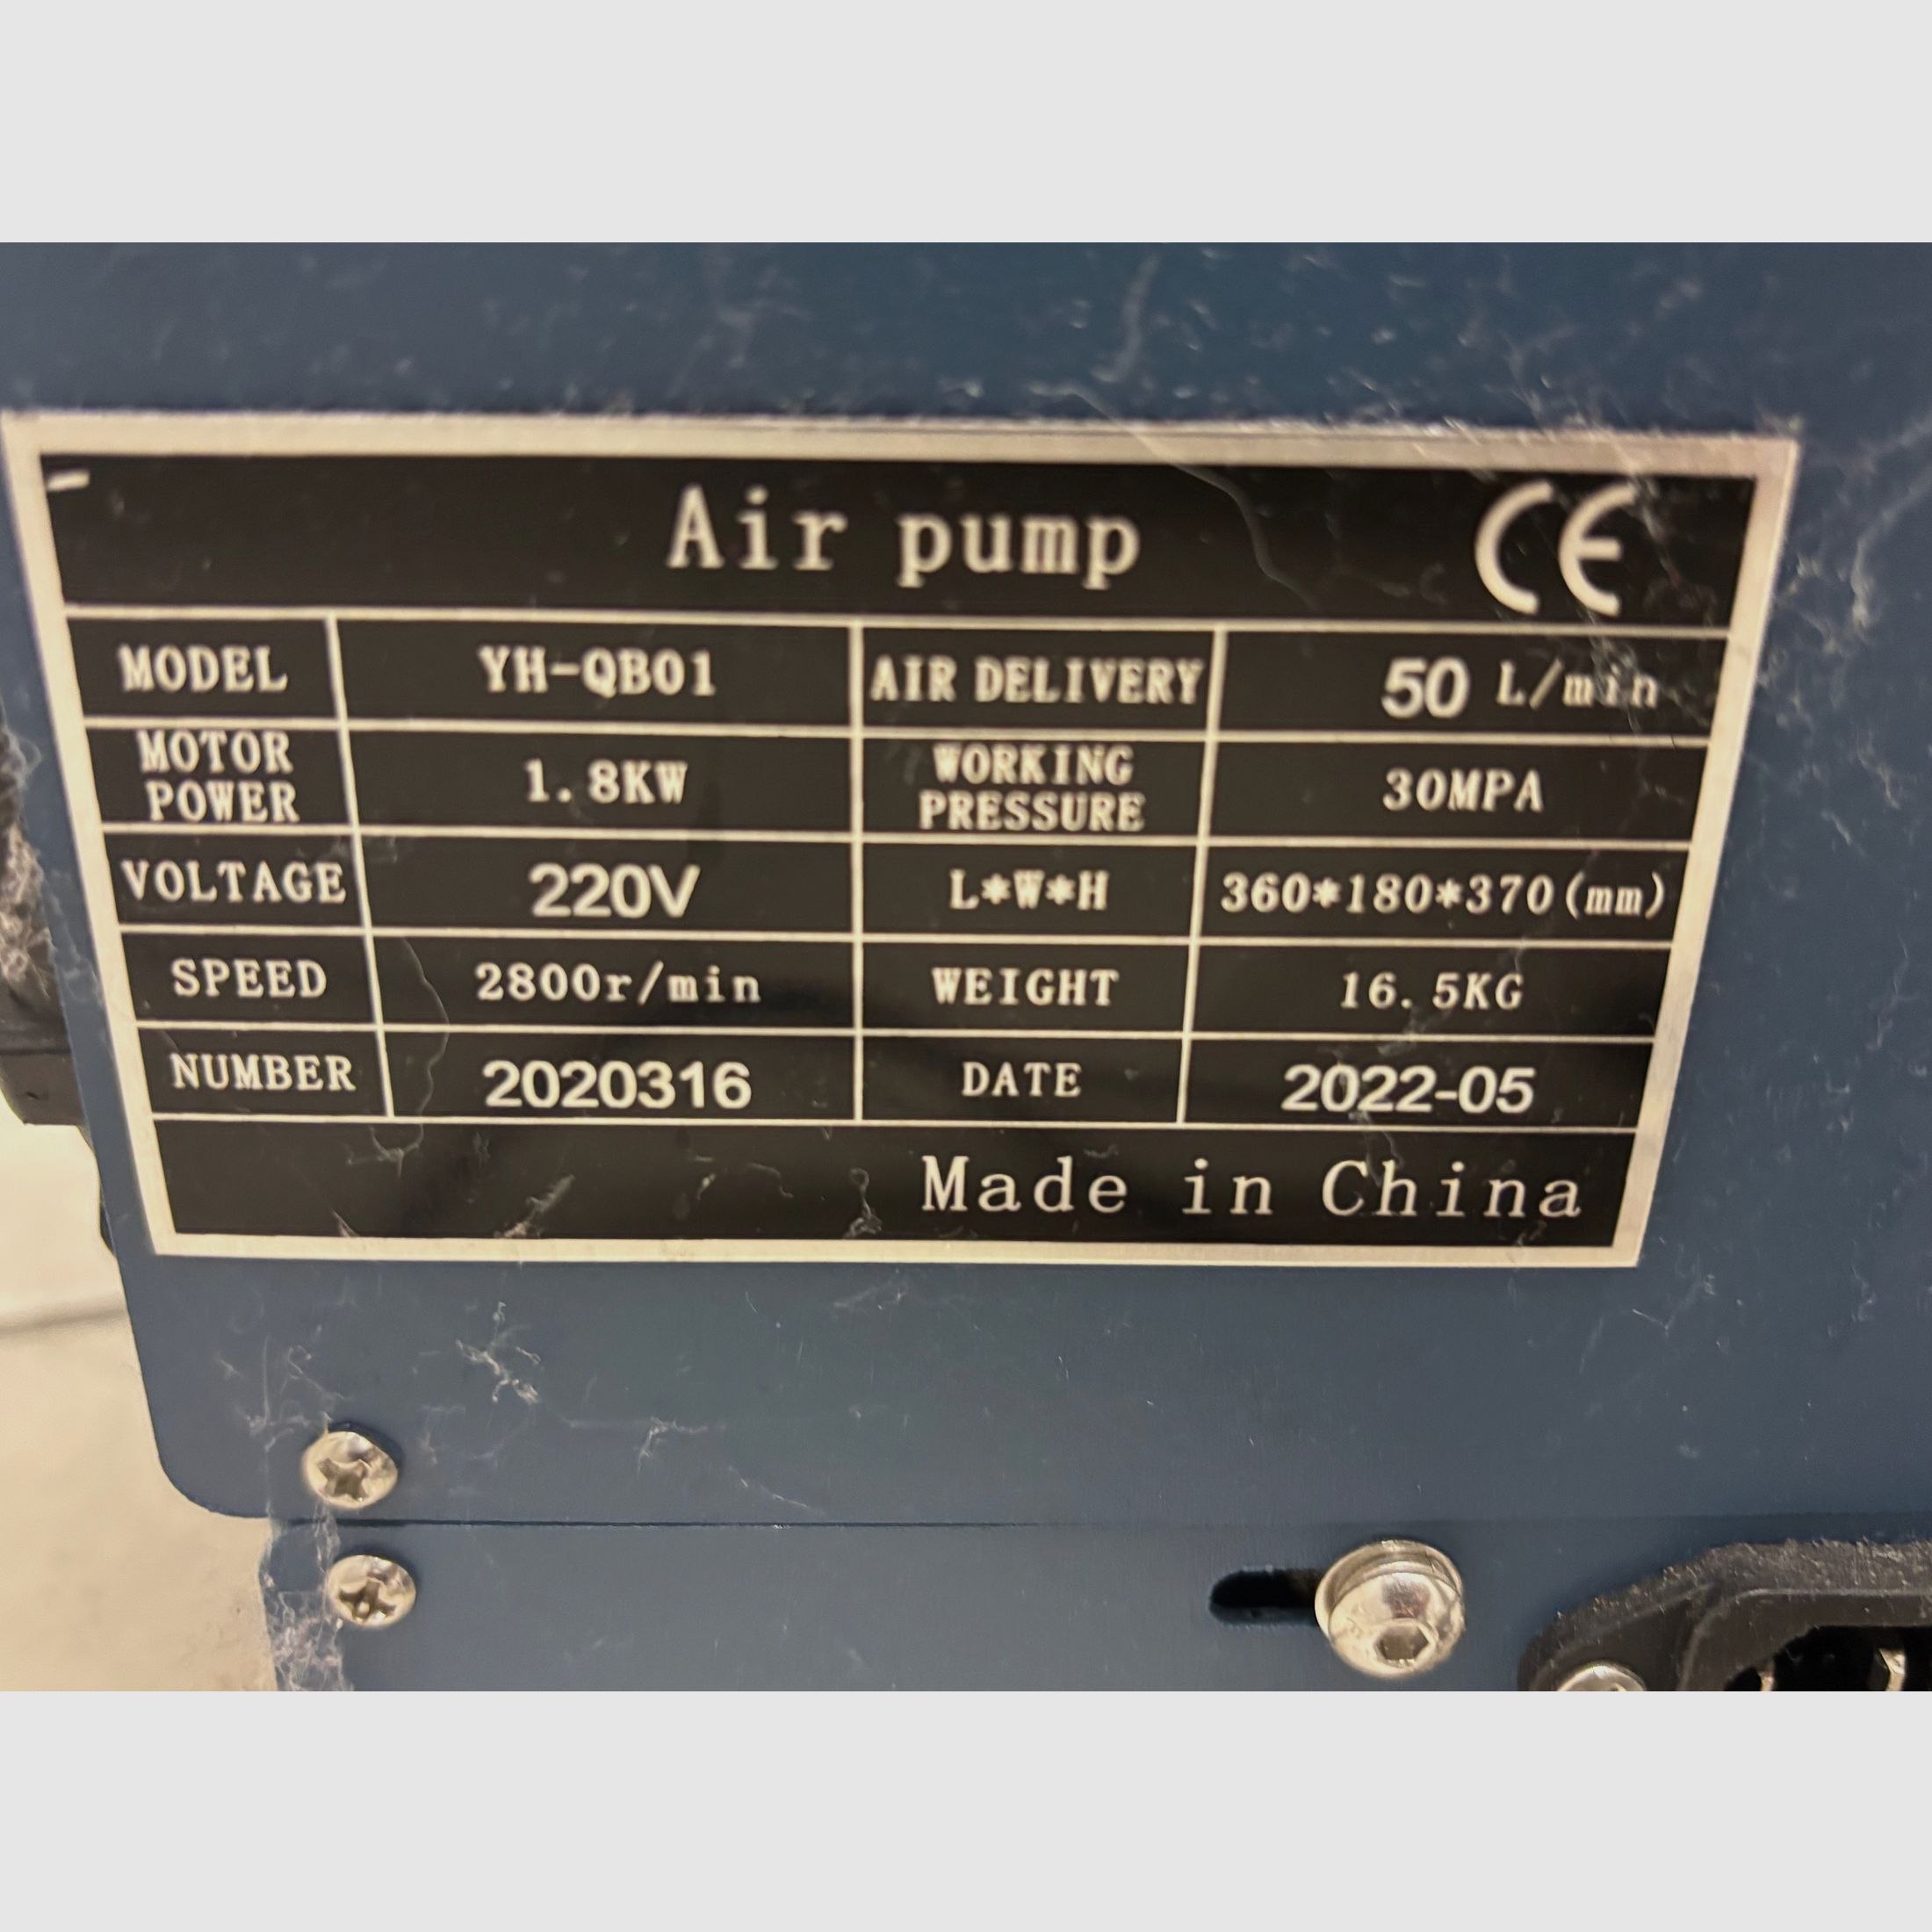 Air pump CE
MODEL YH-QB01 AIR DELIVERY 50 L/min
MOTOR POWER 1.8KW WORKING PRESSURE 30MPA
VOLTAGE 220V L*W*H 360*180*370(mm)
SPEED 2800r/min WEIGHT 16.5KG
NUMBER 2020316 DATE 2022-05
Made in China